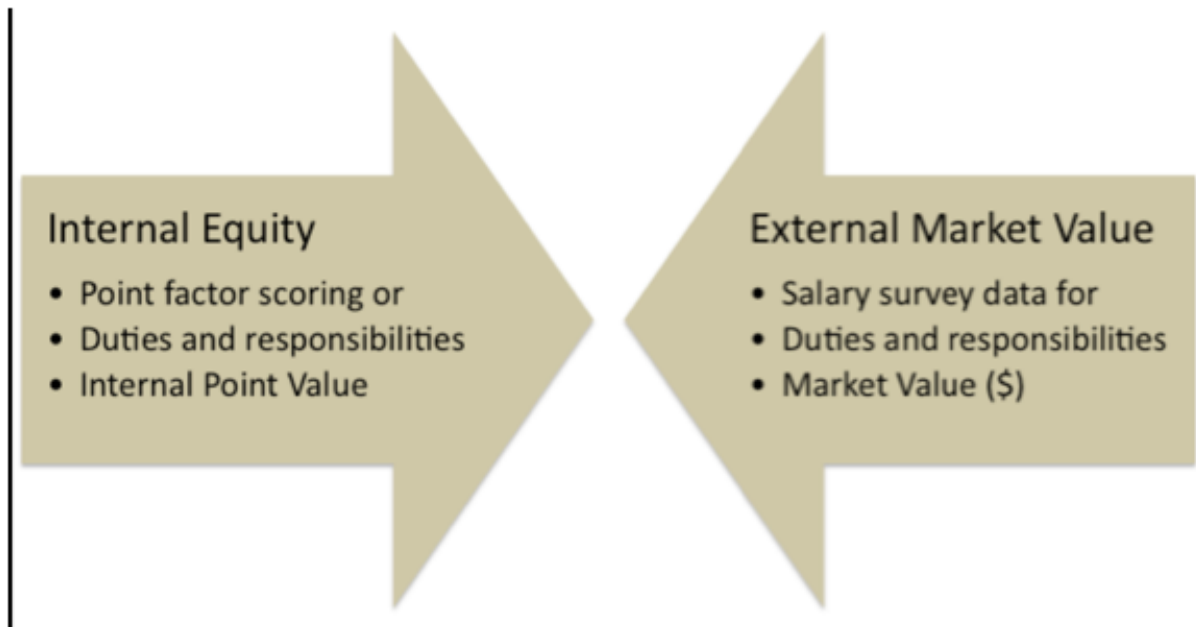 Internal Equity
• Point factor scoring or
• Duties and responsibilities
• Internal Point Value
External Market Value
• Salary survey data for
• Duties and responsibilities
• Market Value ($)